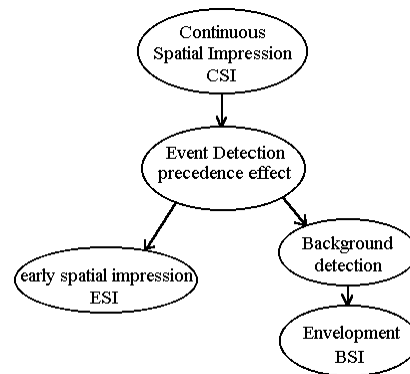 Continuous
Spatial Impression
CSI
Event Detection
precedence effect
early spatial impression
ESI
Background
detection
Envelopment
BSI